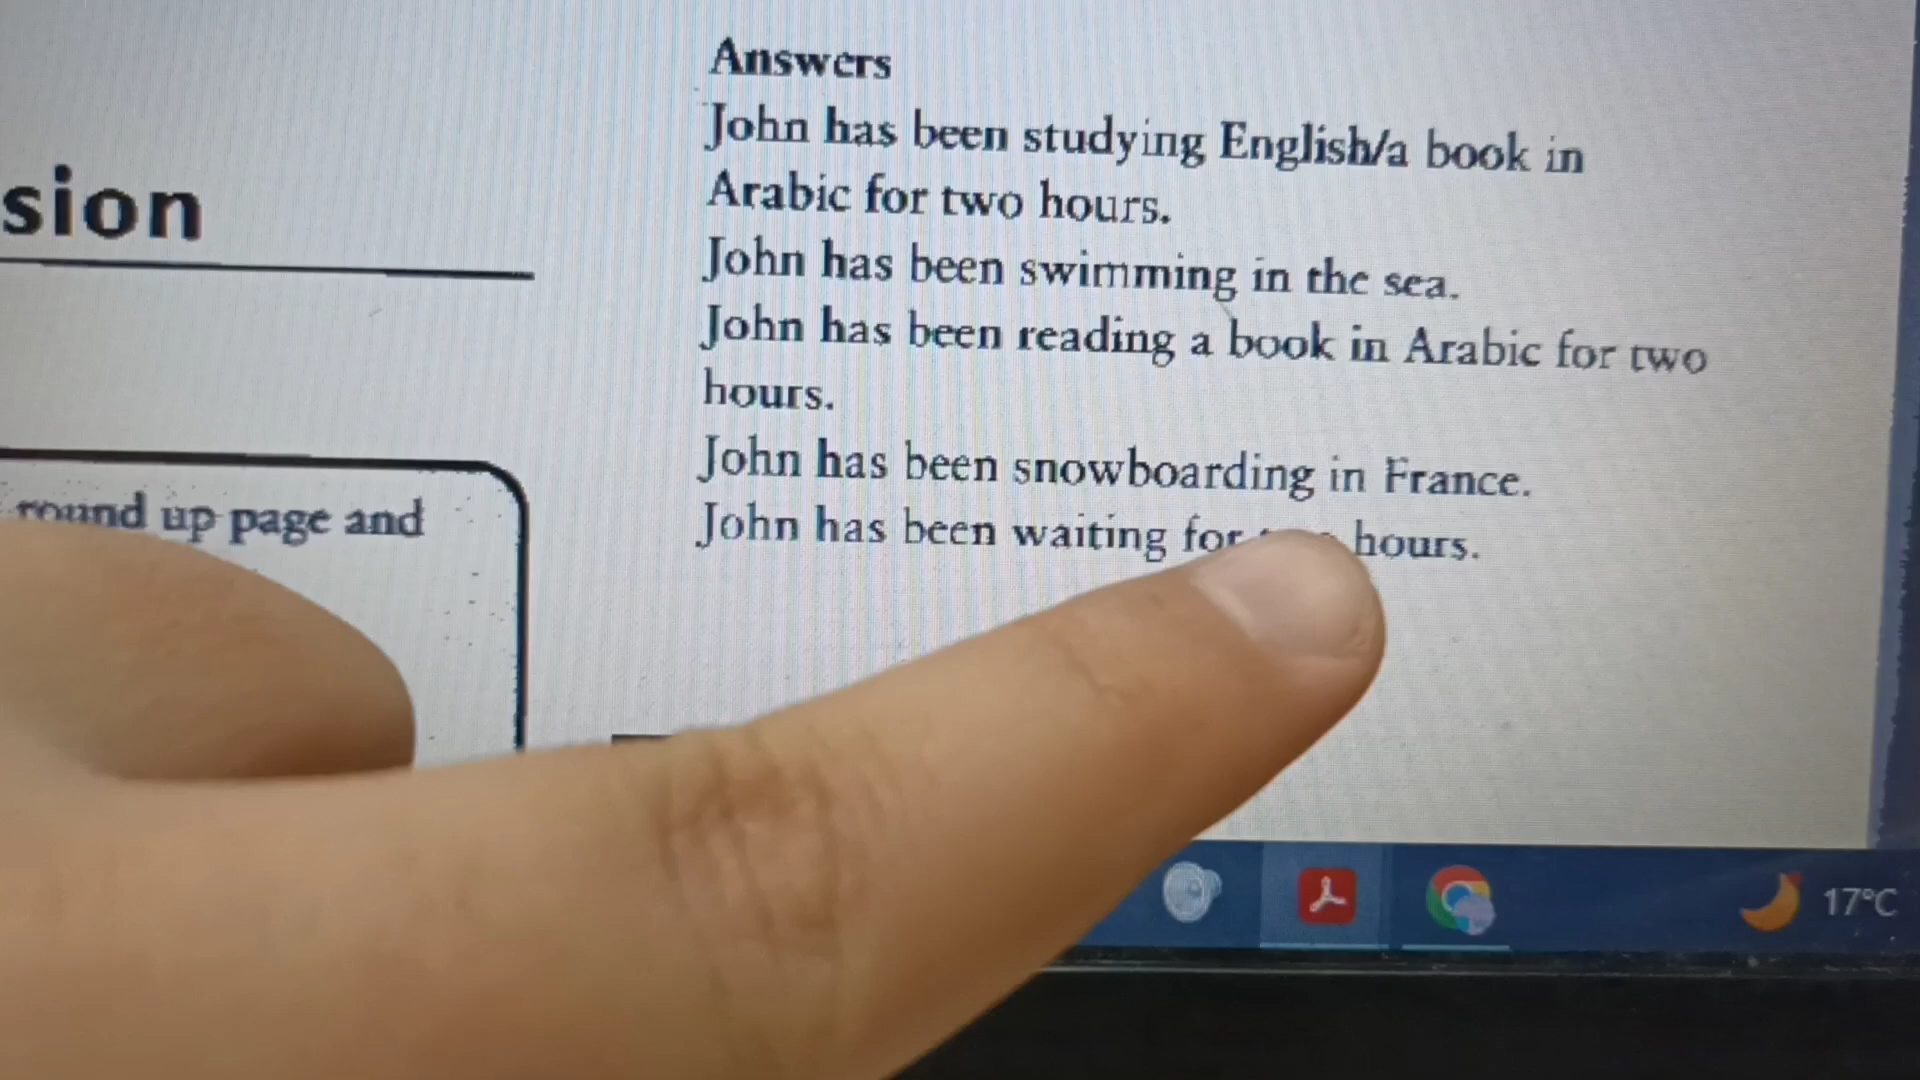 Answers
John has been studying English/a book in
Arabic for two hours.
John has been swimming in the sea.
John has been reading a book in Arabic for two
hours.
John has been snowboarding in France.
John has been waiting for hours.
sion
round up page and
17°C